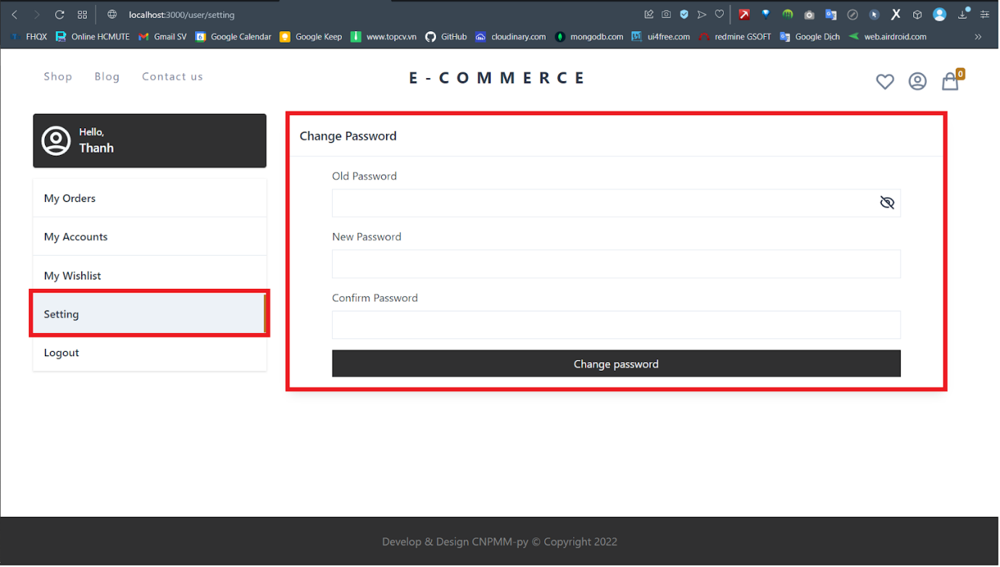 localhost:3000/user/setting
FHQX Online HCMUTE Gmail SV 6 Google Calendar Google Keep www.topcv.vn GitHub cloudinary.com mongodb.com ui4free.com redmine GSOFT Google Dịch web.airdroid.com »
Shop Blog Contact us
E-COMMERCE
0
Hello,
Thanh
My Orders
My Accounts
My Wishlist
Setting
Logout
Change Password
Old Password
New Password
Confirm Password
Change password
Develop & Design CNPMM-py © Copyright 2022